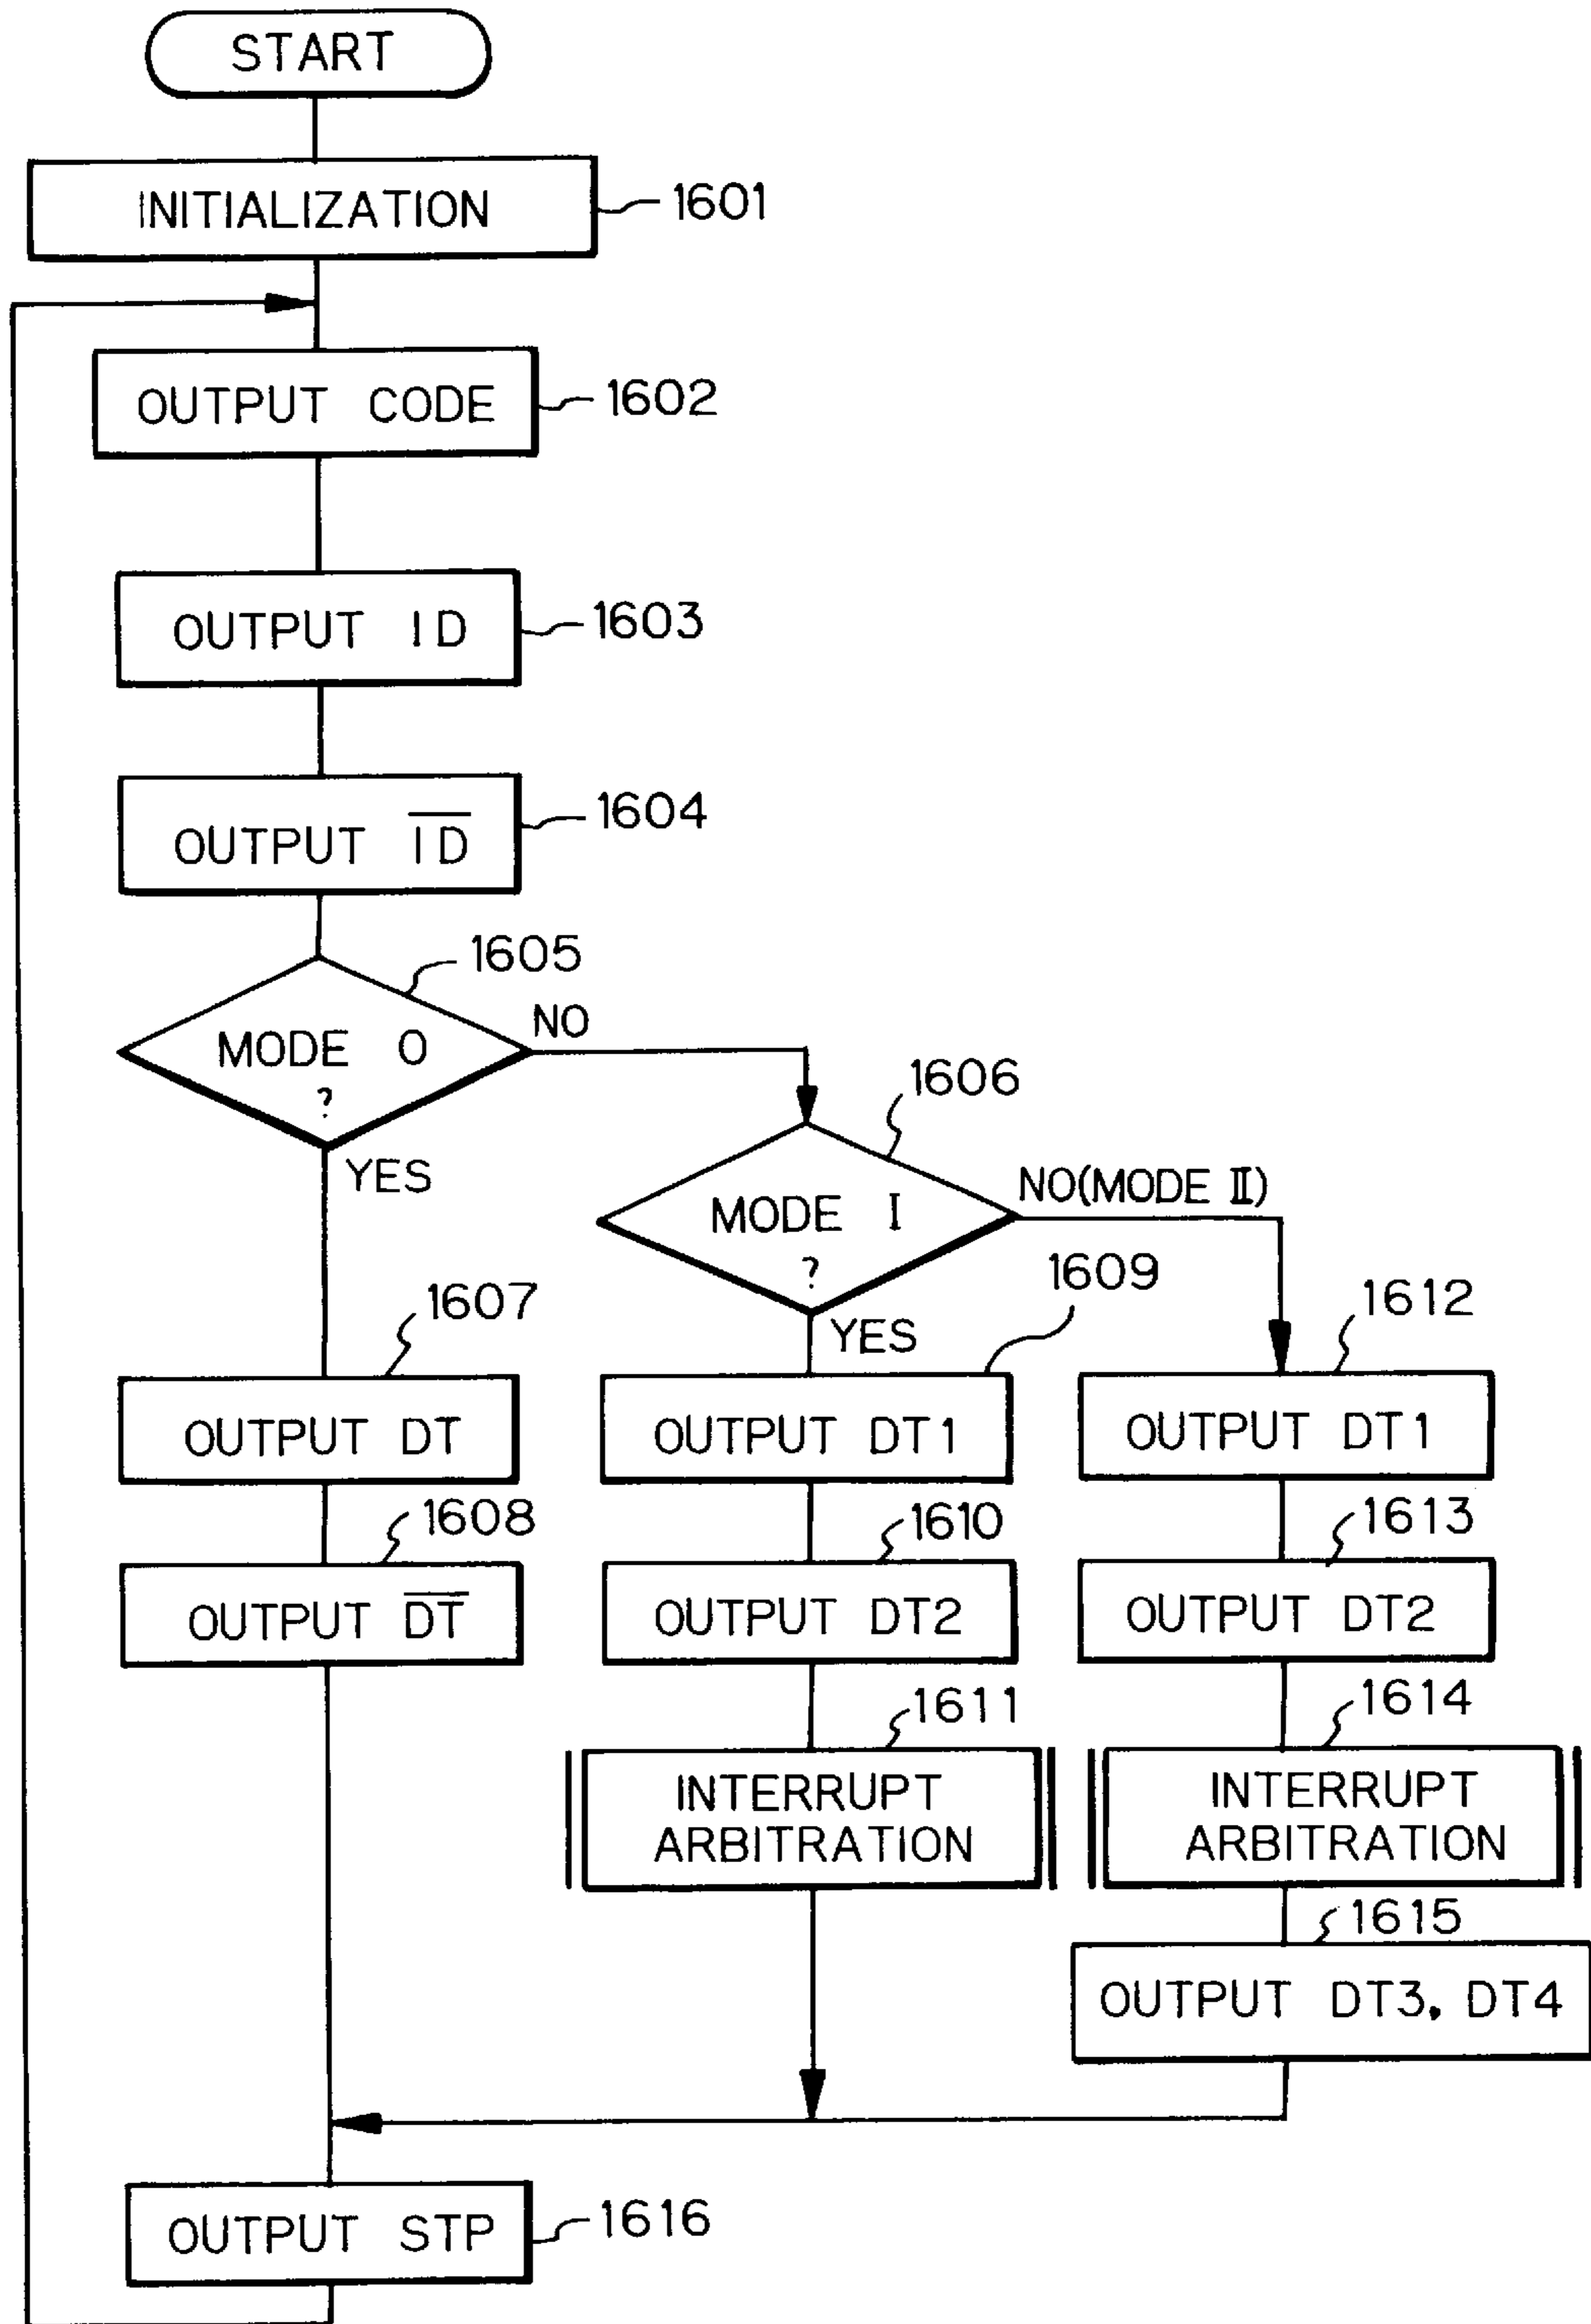 START
INITIALIZATION
1601
OUTPUT CODE
1602
OUTPUT ID
1603
OUTPUT I̅D̅
1604
1605
MODE 0
?
NO
YES
1606
MODE I
?
NO(MODE II)
YES
1607
OUTPUT DT
1608
OUTPUT D̅T̅
1609
OUTPUT DT1
1610
OUTPUT DT2
1611
INTERRUPT
ARBITRATION
1612
OUTPUT DT1
1613
OUTPUT DT2
1614
INTERRUPT
ARBITRATION
1615
OUTPUT DT3, DT4
OUTPUT STP
1616